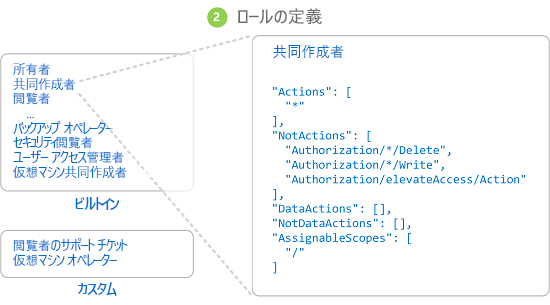 2 ロールの定義
所有者
共同作成者
閲覧者
...
バックアップ オペレーター
セキュリティ閲覧者
ユーザー アクセス管理者
仮想マシン共同作成者
ビルトイン
閲覧者のサポート チケット
仮想マシン オペレーター
カスタム
共同作成者
"Actions": [
"*"
],
"NotActions": [
"Authorization/*/Delete",
"Authorization/*/Write",
"Authorization/elevateAccess/Action"
],
"DataActions": [],
"NotDataActions": [],
"AssignableScopes": [
"/"
]